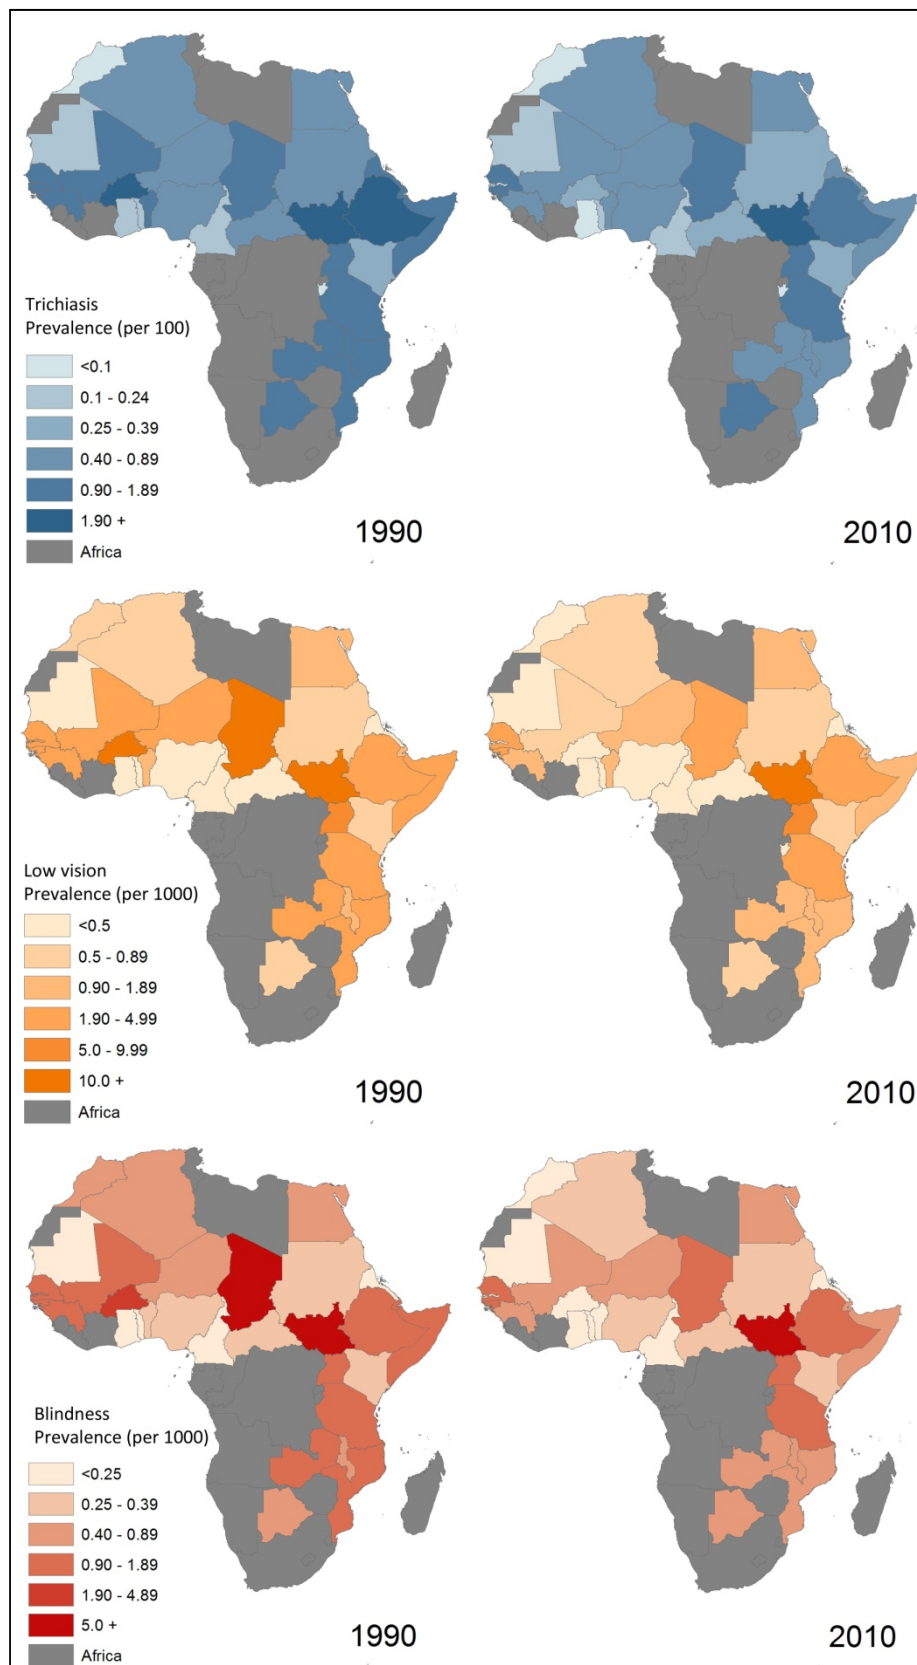 Trichiasis
Prevalence (per 100)
<0.1
0.1 - 0.24
0.25 - 0.39
0.40 - 0.89
0.90 - 1.89
1.90 +
Africa
1990
2010
Low vision
Prevalence (per 1000)
<0.5
0.5 - 0.89
0.90 - 1.89
1.90 - 4.99
5.0 - 9.99
10.0 +
Africa
1990
2010
Blindness
Prevalence (per 1000)
<0.25
0.25 - 0.39
0.40 - 0.89
0.90 - 1.89
1.90 - 4.89
5.0 +
Africa
1990
2010